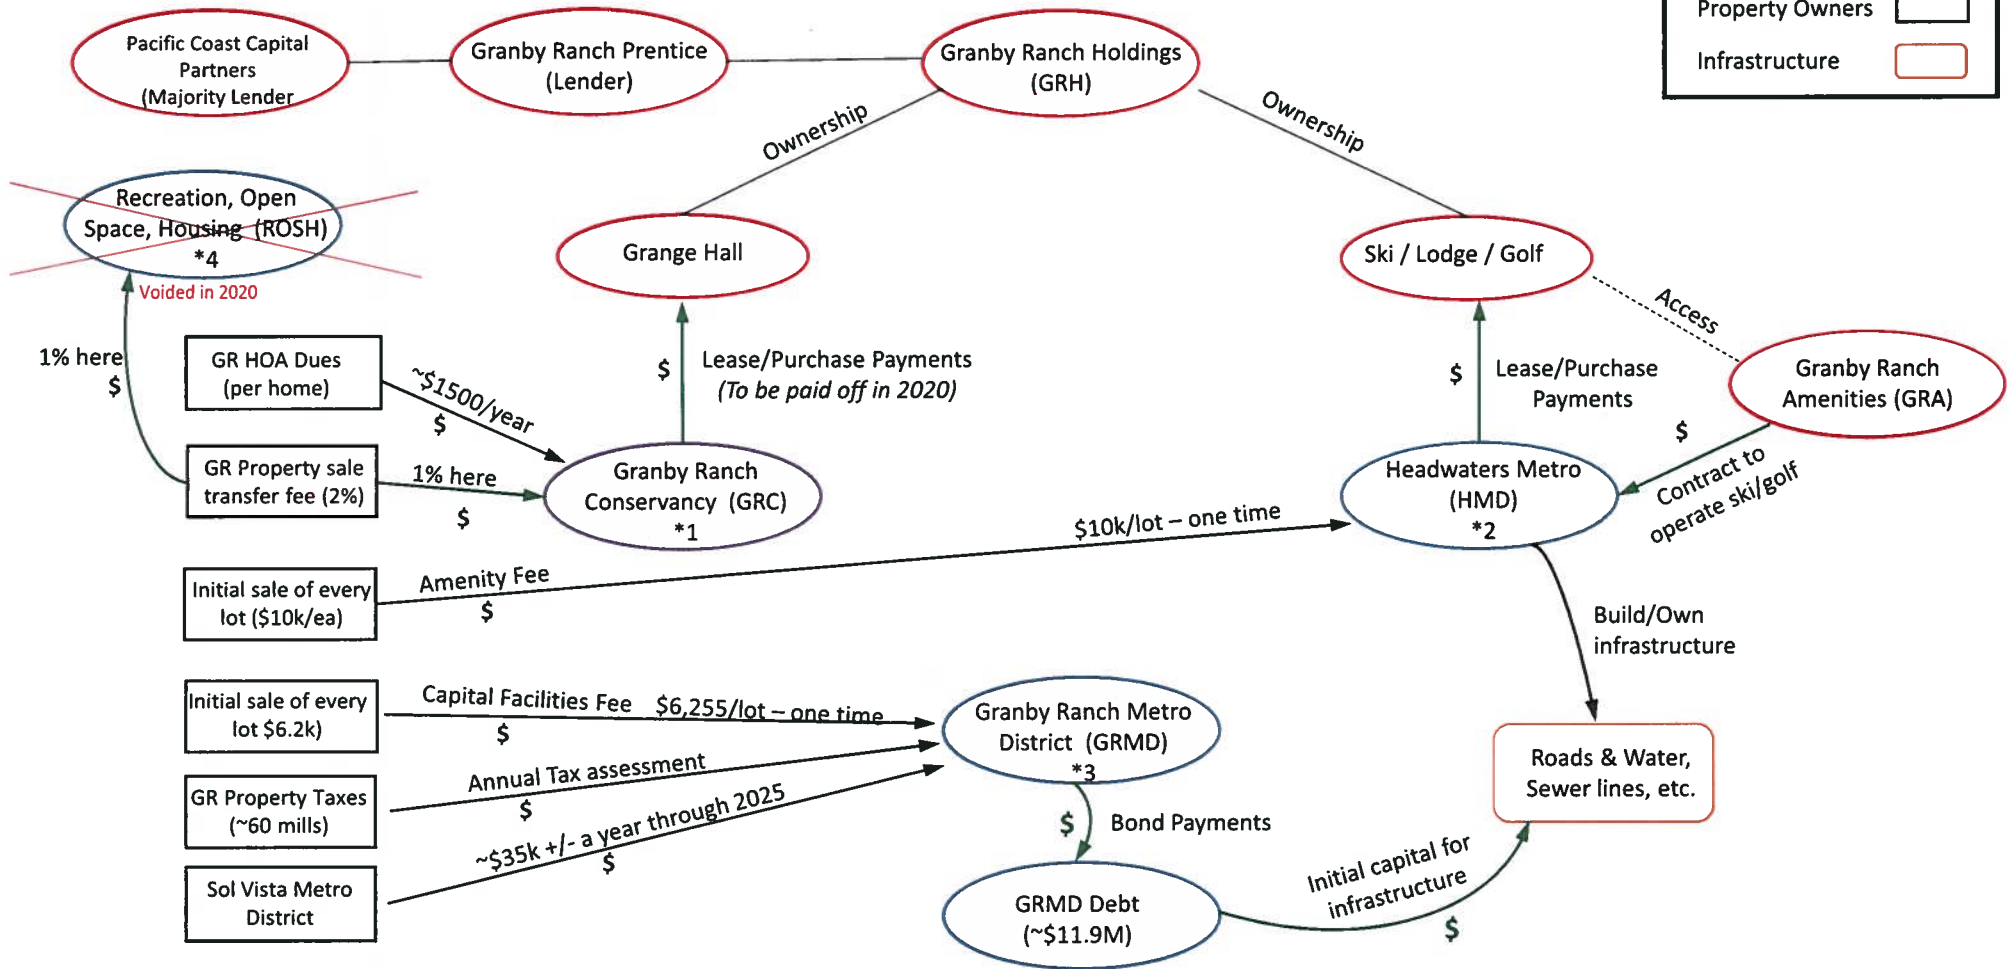 Property Owners
Infrastructure
Pacific Coast Capital
Partners
(Majority Lender
Granby Ranch Prentice
(Lender)
Granby Ranch Holdings
(GRH)
Ownership
Ownership
Recreation, Open
Space, Housing (ROSH)
*4
Voided in 2020
Grange Hall
Ski / Lodge / Golf
Access
1% here
$
GR HOA Dues
(per home)
~$1500/year
$
$
Lease/Purchase Payments
(To be paid off in 2020)
$
Lease/Purchase
Payments
Granby Ranch
Amenities (GRA)
$
Contract to
operate ski/golf
GR Property sale
transfer fee (2%)
1% here
$
Granby Ranch
Conservancy (GRC)
*1
Headwaters Metro
(HMD)
*2
Initial sale of every
lot ($10k/ea)
Amenity Fee
$
$10k/lot – one time
Build/Own
infrastructure
Initial sale of every
lot $6.2k)
Capital Facilities Fee $6,255/lot – one time
$
Granby Ranch Metro
District (GRMD)
*3
Roads & Water,
Sewer lines, etc.
GR Property Taxes
(~60 mills)
Annual Tax assessment
$
~$35k +/- a year through 2025
$
$
Bond Payments
Sol Vista Metro
District
GRMD Debt
(~$11.9M)
Initial capital for
infrastructure
$